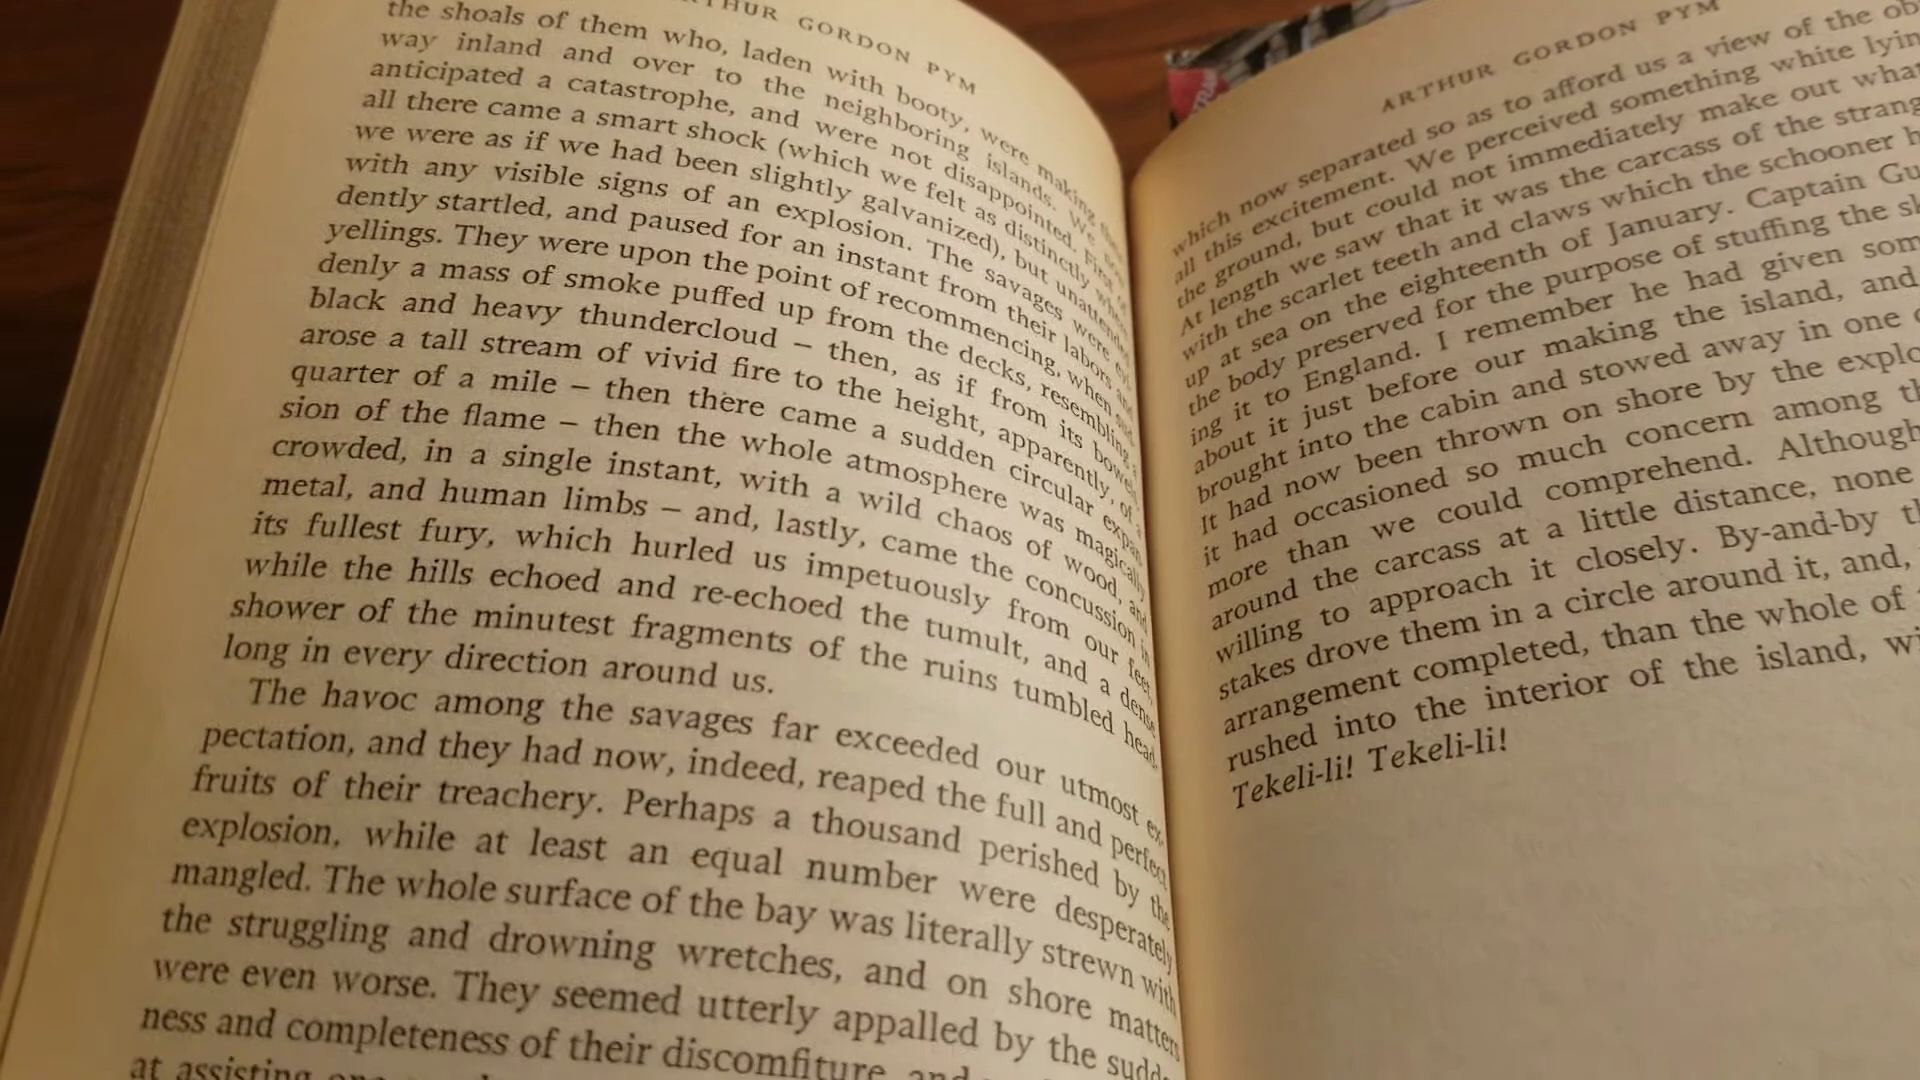 ARTHUR GORDON PYM
the shoals of them who, laden with booty, were making their
way inland and over to the neighboring islands. We now
anticipated a catastrophe, and were not disappointed. First of
all there came a smart shock (which we felt as distinctly where
we were as if we had been slightly galvanized), but unattended
with any visible signs of an explosion. The savages were evi-
dently startled, and paused for an instant from their labors and
yellings. They were upon the point of recommencing, when sud-
denly a mass of smoke puffed up from the decks, resembling a
black and heavy thundercloud – then, as if from its bowels,
arose a tall stream of vivid fire to the height, apparently, of a
quarter of a mile – then there came a sudden circular expan-
sion of the flame – then the whole atmosphere was magically
crowded, in a single instant, with a wild chaos of wood, and
metal, and human limbs – and, lastly, came the concussion in
its fullest fury, which hurled us impetuously from our feet,
while the hills echoed and re-echoed the tumult, and a dense
shower of the minutest fragments of the ruins tumbled head-
long in every direction around us.
The havoc among the savages far exceeded our utmost ex-
pectation, and they had now, indeed, reaped the full and perfect
fruits of their treachery. Perhaps a thousand perished by the
explosion, while at least an equal number were desperately
mangled. The whole surface of the bay was literally strewn with
the struggling and drowning wretches, and on shore matters
were even worse. They seemed utterly appalled by the sudd
ness and completeness of their discomfiture, and
at assisting one
ARTHUR GORDON PYM
which now separated so as to afford us a view of the ob
all this excitement. We perceived something white lyin
the ground, but could not immediately make out what
At length we saw that it was the carcass of the strang
with the scarlet teeth and claws which the schooner h
up at sea on the eighteenth of January. Captain Gu
the body preserved for the purpose of stuffing the sk
ing it to England. I remember he had given som
about it just before our making the island, and
brought into the cabin and stowed away in one
It had now been thrown on shore by the explo
it had occasioned so much concern among th
more than we could comprehend. Although
around the carcass at a little distance, none
willing to approach it closely. By-and-by th
stakes drove them in a circle around it, and,
arrangement completed, than the whole of
rushed into the interior of the island, wi
Tekeli-li! Tekeli-li!